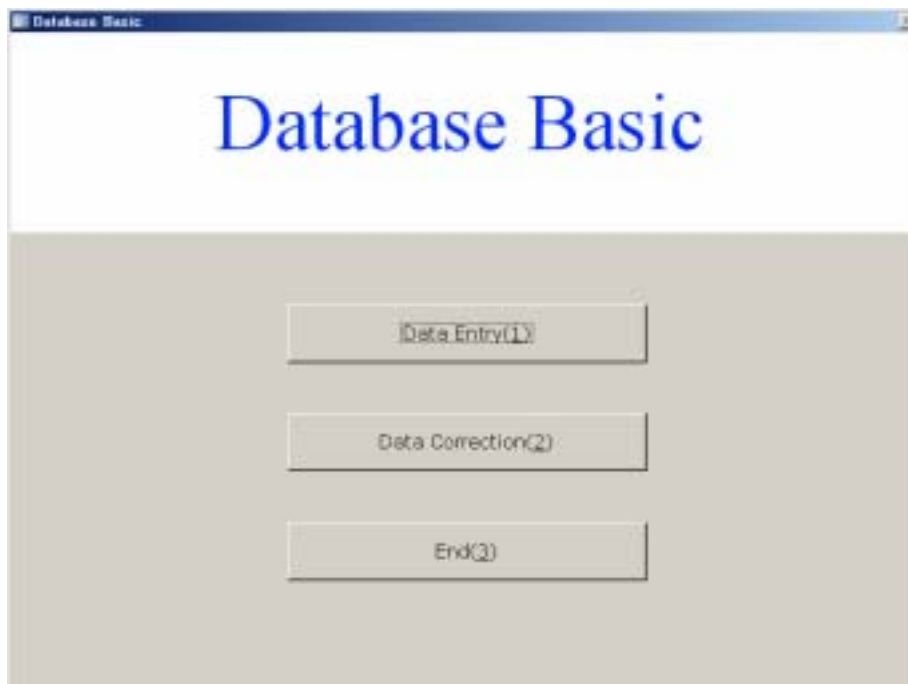 Database Basic
Database Basic
Data Entry(1)
Data Correction(2)
End(3)